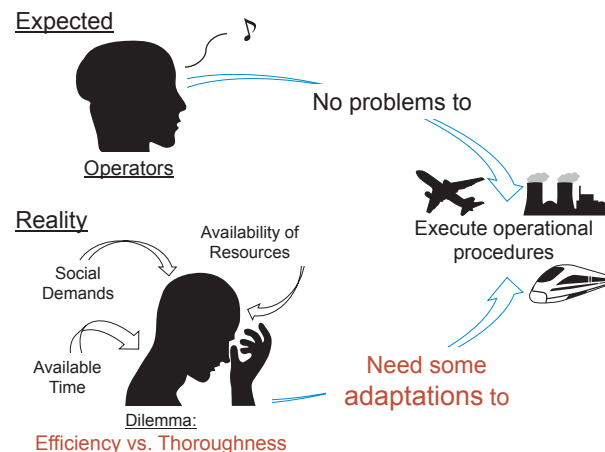 Expected
No problems to
Operators
Execute operational
procedures
Reality
Availability of
Resources
Social
Demands
Available
Time
Need some
adaptations to
Dilemma:
Efficiency vs. Thoroughness